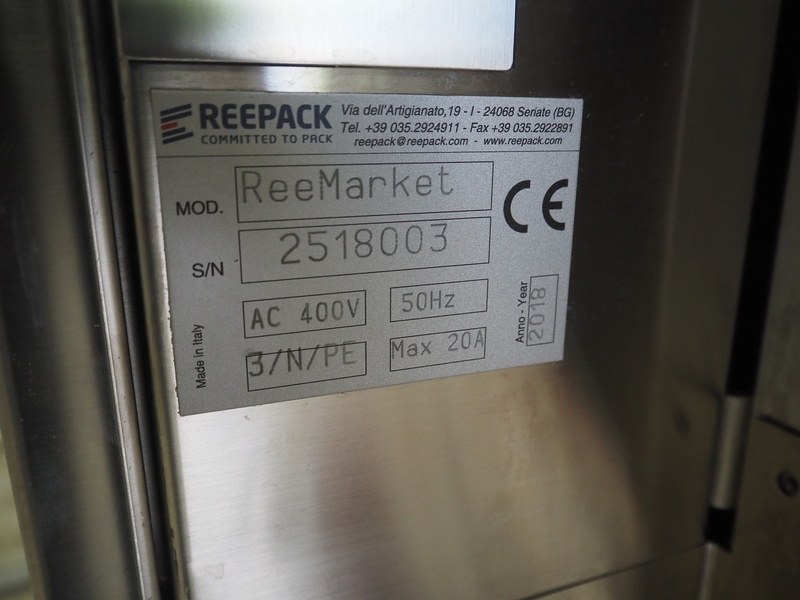 REEPACK
COMMITTED TO PACK
Via dell'Artigianato,19 - I - 24068 Seriate (BG)
Tel. +39 035.2924911 - Fax +39 035.2922891
reepack@reepack.com - www.reepack.com
MOD. ReeMarket
CE
S/N 2518003
AC 400V 50Hz
3/N/PE Max 20A
Anno - Year 2018
Made in Italy